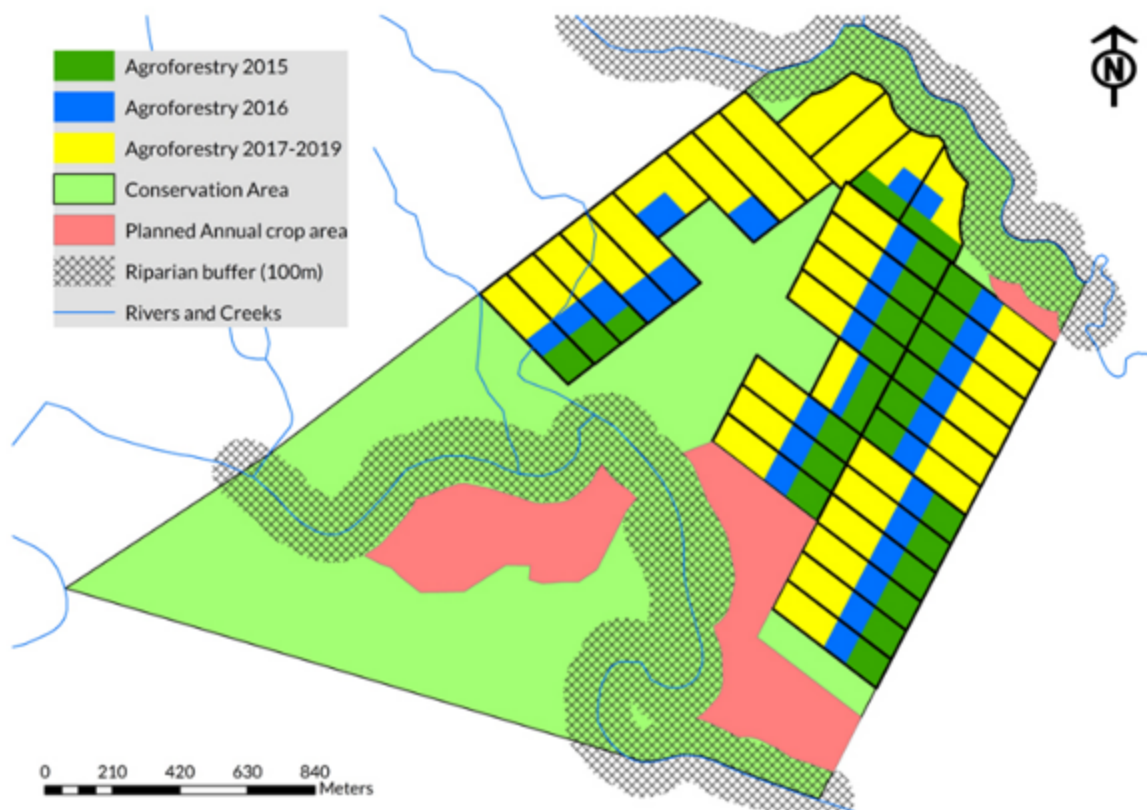 Agroforestry 2015
Agroforestry 2016
Agroforestry 2017-2019
Conservation Area
Planned Annual crop area
Riparian buffer (100m)
Rivers and Creeks
N
0 210 420 630 840
Meters